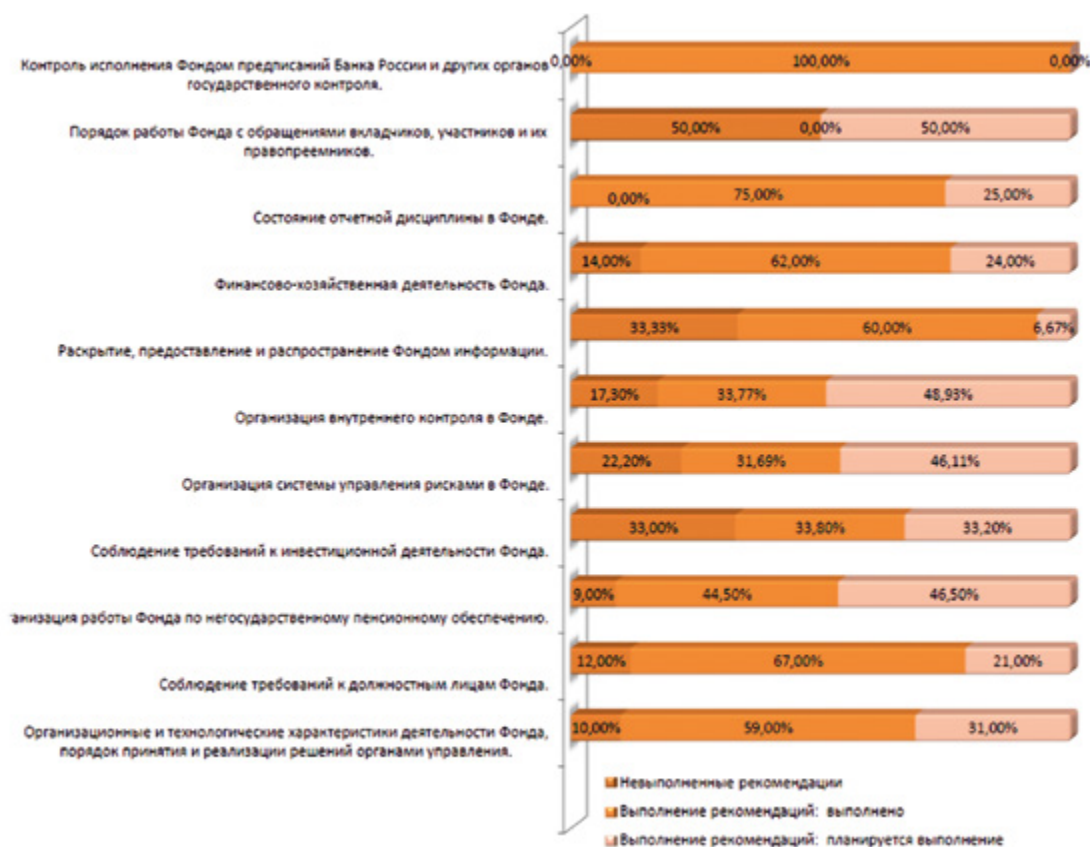 Контроль исполнения Фондом предписаний Банка России и других органов
государственного контроля.
0,00% 100,00% 0,00%
Порядок работы Фонда с обращениями вкладчиков, участников и их
правопреемников.
50,00% 0,00% 50,00%
Состояние отчетной дисциплины в Фонде.
0,00% 75,00% 25,00%
Финансово-хозяйственная деятельность Фонда.
14,00% 62,00% 24,00%
Раскрытие, предоставление и распространение Фондом информации.
33,33% 60,00% 6,67%
Организация внутреннего контроля в Фонде.
17,30% 33,77% 48,93%
Организация системы управления рисками в Фонде.
22,20% 31,69% 46,11%
Соблюдение требований к инвестиционной деятельности Фонда.
33,00% 33,80% 33,20%
анизация работы Фонда по негосударственному пенсионному обеспечению.
9,00% 44,50% 46,50%
Соблюдение требований к должностным лицам Фонда.
12,00% 67,00% 21,00%
Организационные и технологические характеристики деятельности Фонда,
порядок принятия и реализации решений органами управления.
10,00% 59,00% 31,00%
Невыполненные рекомендации
Выполнение рекомендаций: выполнено
Выполнение рекомендаций: планируется выполнение